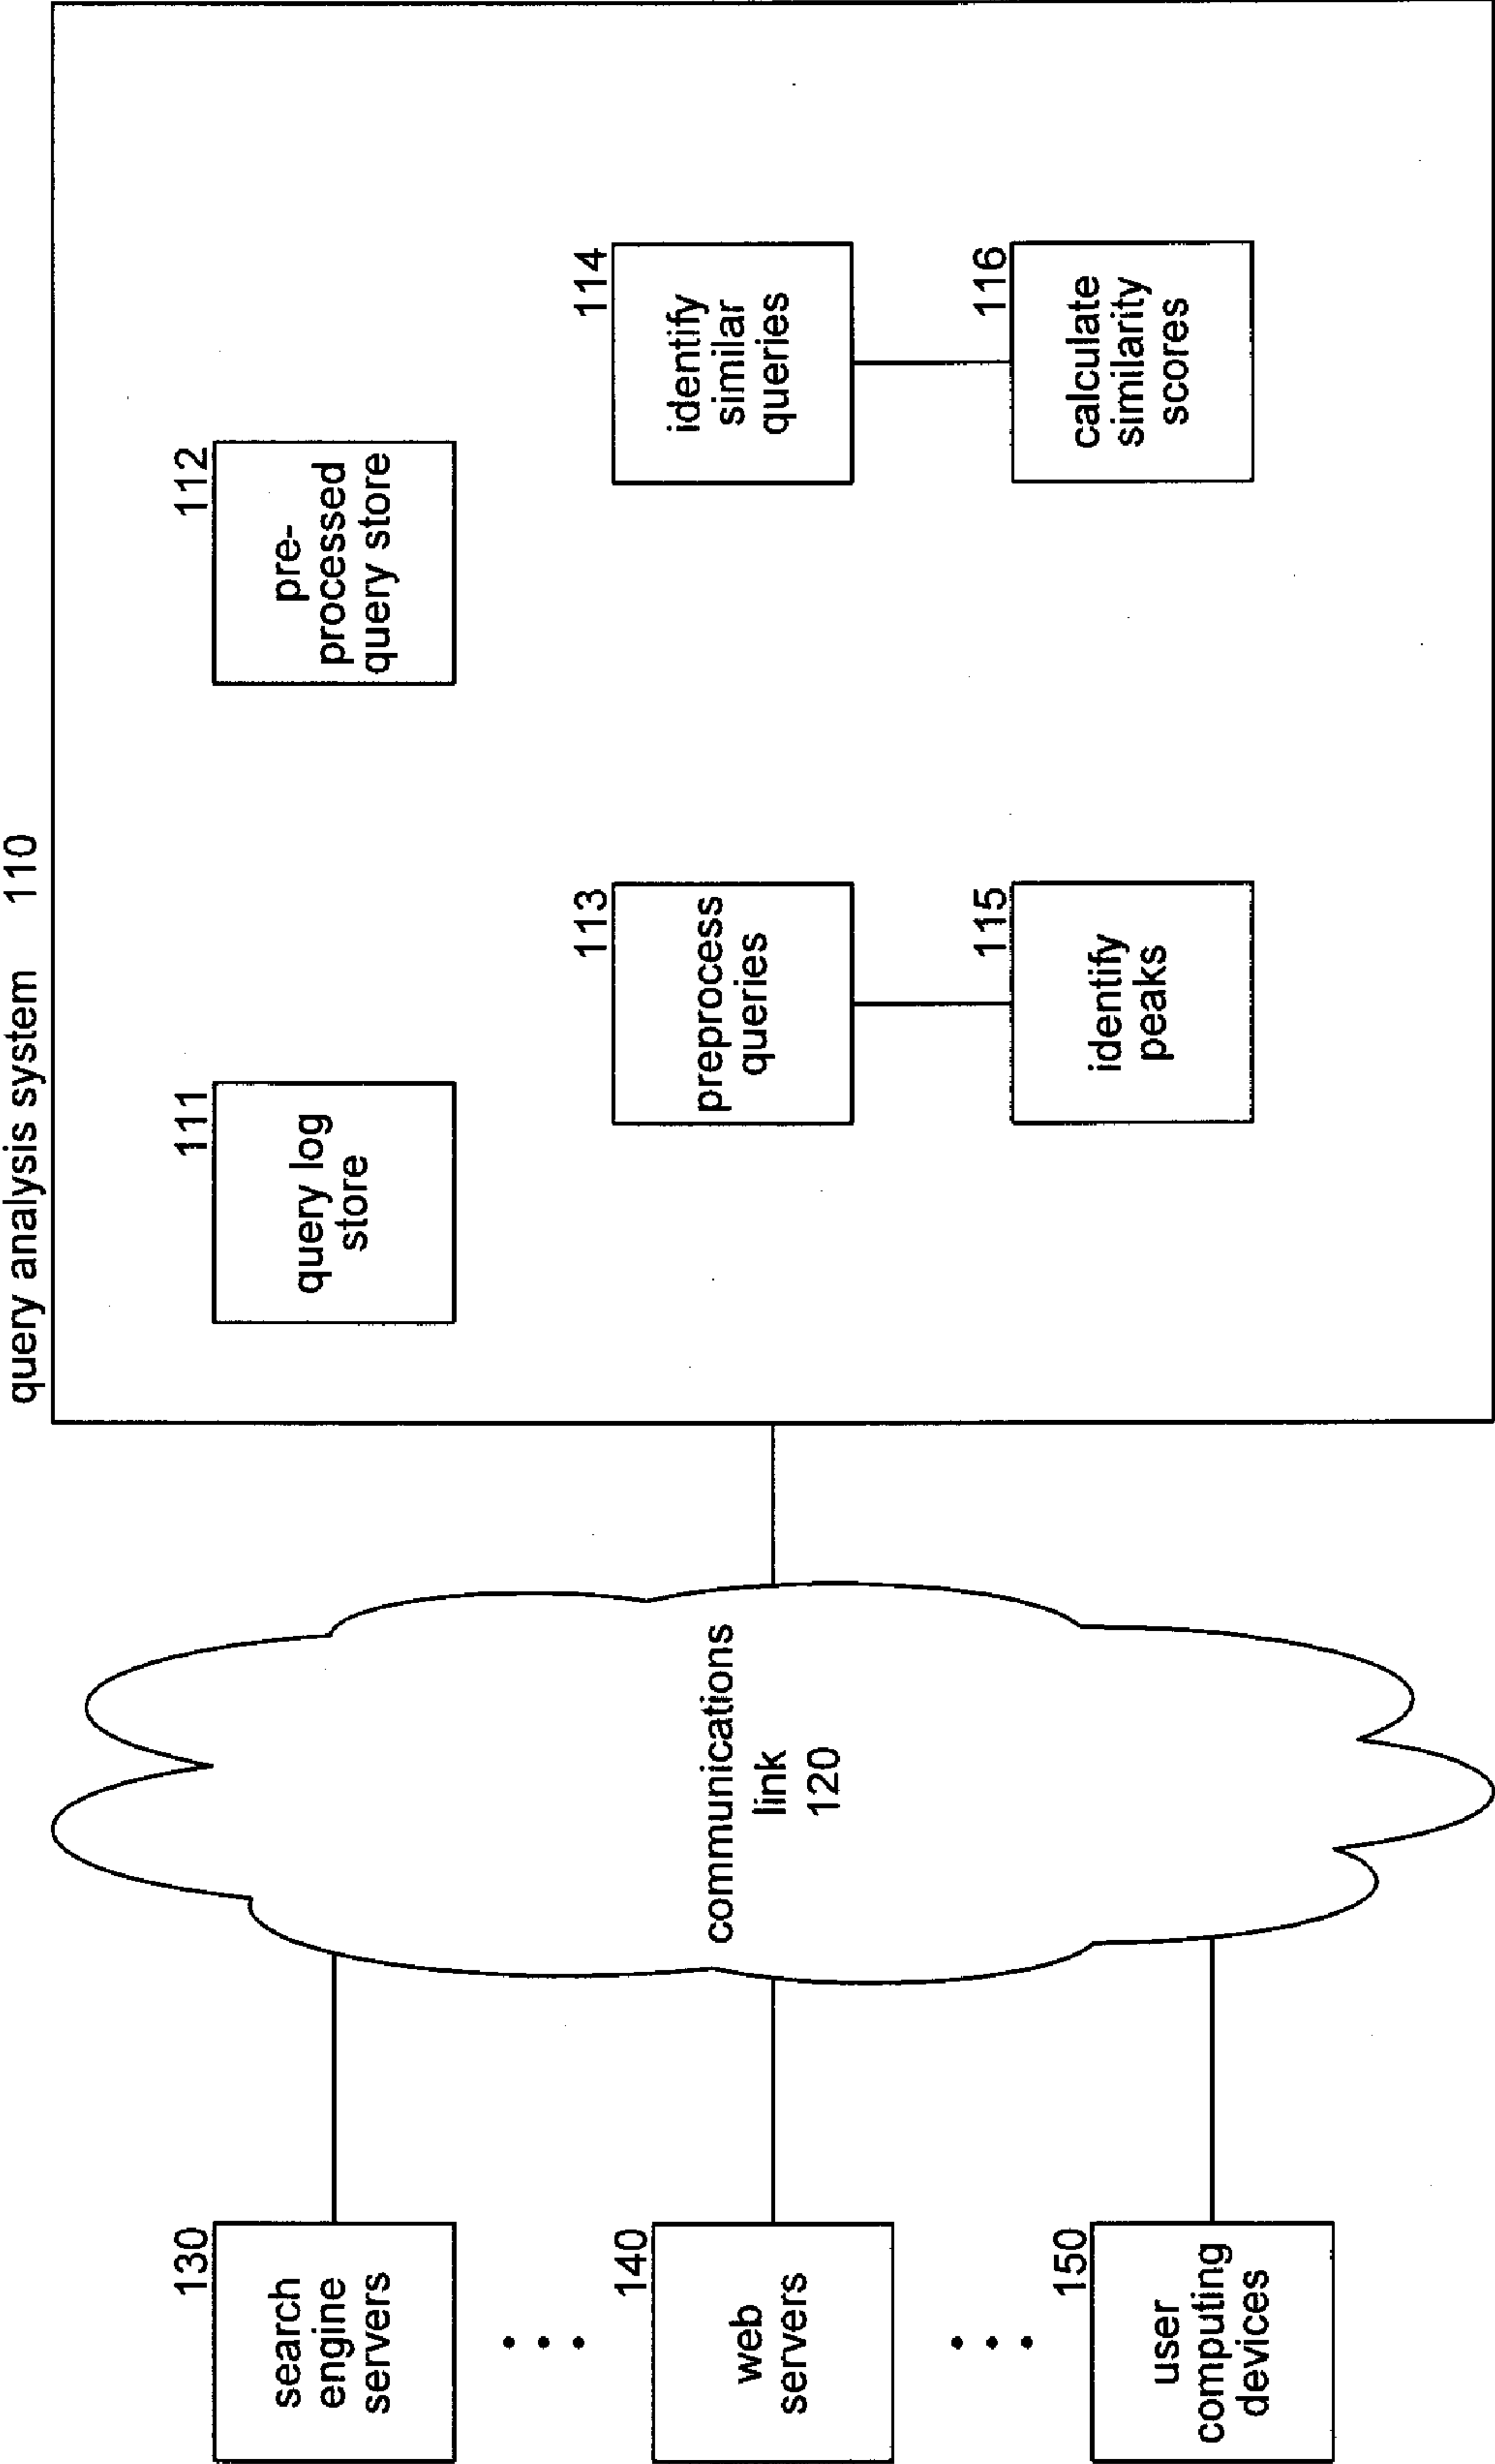 query analysis system 110
130
search
engine
servers
140
web
servers
150
user
computing
devices
communications
link
120
111
query log
store
112
pre-
processed
query store
113
preprocess
queries
114
identify
similar
queries
115
identify
peaks
116
calculate
similarity
scores